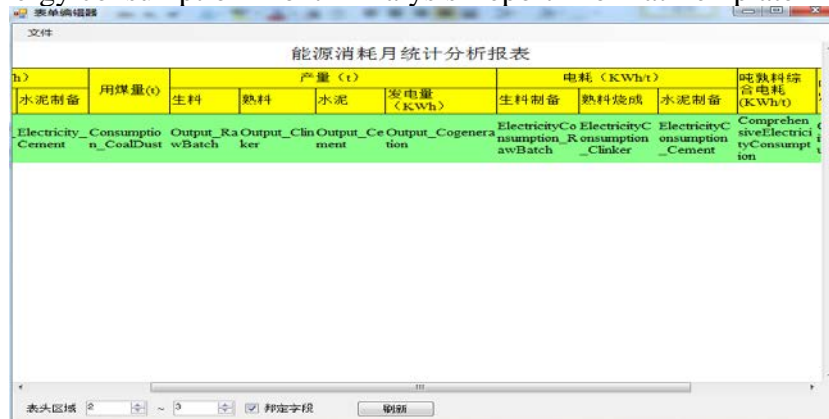 表单编辑器
文件
能源消耗月统计分析报表
h）
用煤量(t)
产量（t）
电耗（KWh/t）
吨孰料综合电耗(KWh/t)
水泥制备
生料
孰料
水泥
发电量（KWh）
生料制备
孰料烧成
水泥制备
Electricity_Cement
Consumption_CoalDust
Output_RawBatch
Output_Clinker
Output_Cement
Output_Cogeneration
ElectricityConsumption_RawBatch
ElectricityConsumption_Clinker
ElectricityConsumption_Cement
ComprehensiveElectricityConsumption
表头区域 2 ~ 3 邦定字段 刷新